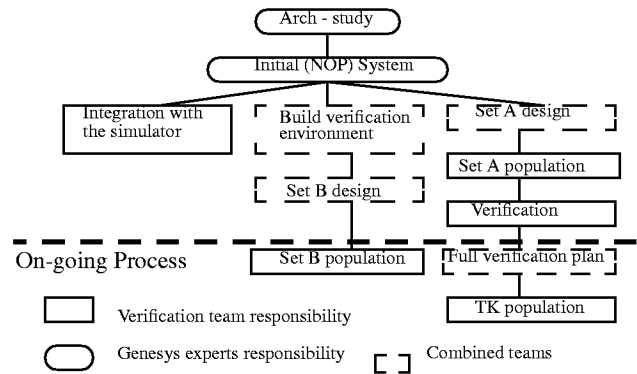 Arch - study
Initial (NOP) System
Integration with
the simulator
Build verification
environment
Set A design
Set A population
Set B design
Verification
On-going Process
Set B population
Full verification plan
TK population
Verification team responsibility
Genesys experts responsibility
Combined teams